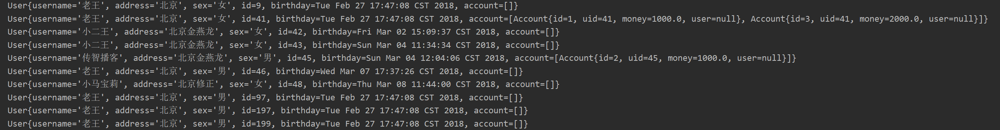 User{username='老王', address='北京', sex='女', id=9, birthday=Tue Feb 27 17:47:08 CST 2018, account=[]}
User{username='老王', address='北京', sex='女', id=41, birthday=Tue Feb 27 17:47:08 CST 2018, account=[Account{id=1, uid=41, money=1000.0, user=null}, Account{id=3, uid=41, money=2000.0, user=null}]}
User{username='小二王', address='北京金燕龙', sex='女', id=42, birthday=Fri Mar 02 15:09:37 CST 2018, account=[]}
User{username='小二王', address='北京金燕龙', sex='女', id=43, birthday=Sun Mar 04 11:34:34 CST 2018, account=[]}
User{username='传智播客', address='北京金燕龙', sex='男', id=45, birthday=Sun Mar 04 12:04:06 CST 2018, account=[Account{id=2, uid=45, money=1000.0, user=null}]}
User{username='老王', address='北京', sex='男', id=46, birthday=Wed Mar 07 17:37:26 CST 2018, account=[]}
User{username='小马宝莉', address='北京修正', sex='女', id=48, birthday=Thu Mar 08 11:44:00 CST 2018, account=[]}
User{username='老王', address='北京', sex='男', id=97, birthday=Tue Feb 27 17:47:08 CST 2018, account=[]}
User{username='老王', address='北京', sex='男', id=197, birthday=Tue Feb 27 17:47:08 CST 2018, account=[]}
User{username='老王', address='北京', sex='男', id=199, birthday=Tue Feb 27 17:47:08 CST 2018, account=[]}